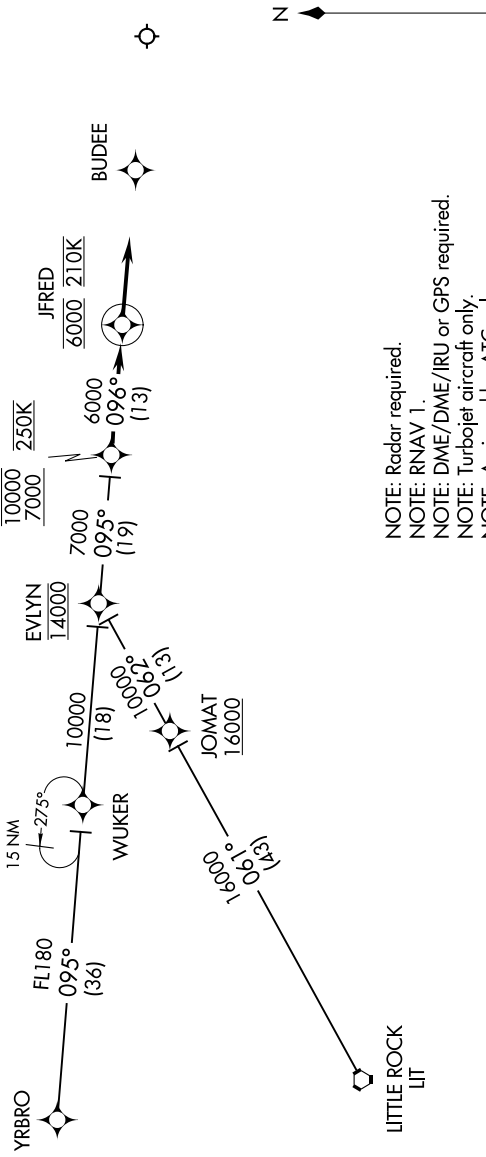 YRBRO
FL180
095°
(36)
15 NM
275°
WUKER
10000
(18)
EVLYN
14000
7000
095°
(19)
10000
7000
250K
6000
096°
(13)
JFRED
6000 210K
BUDEE
LITTLE ROCK
LIT
16000
061°
(43)
JOMAT
16000
10000
062°
(13)
N
NOTE: Radar required.
NOTE: RNAV 1.
NOTE: DME/DME/IRU or GPS required.
NOTE: Turbojet aircraft only.